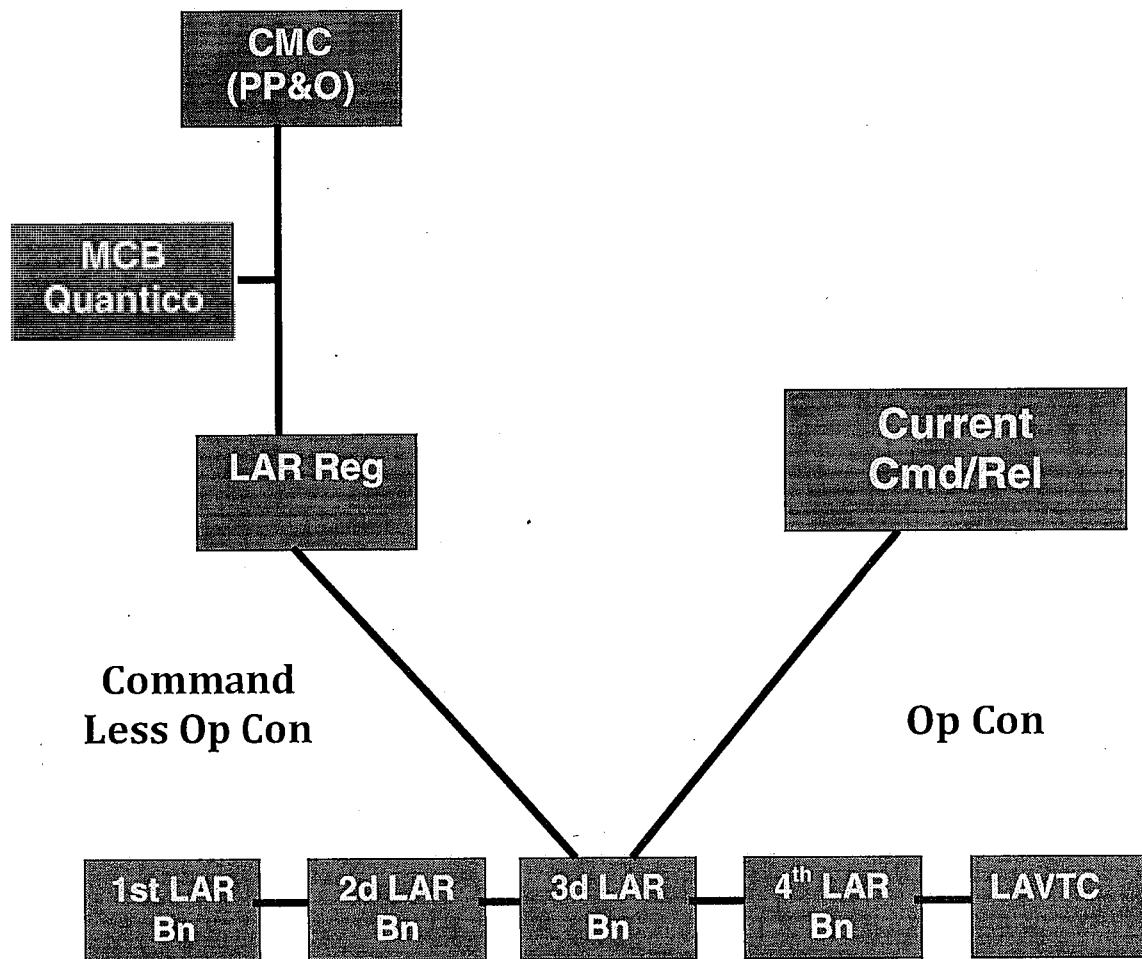 CMC
(PP&O)
MCB
Quantico
LAR Reg
Current
Cmd/Rel
Command
Less Op Con
Op Con
1st LAR
Bn
2d LAR
Bn
3d LAR
Bn
4th LAR
Bn
LAVTC